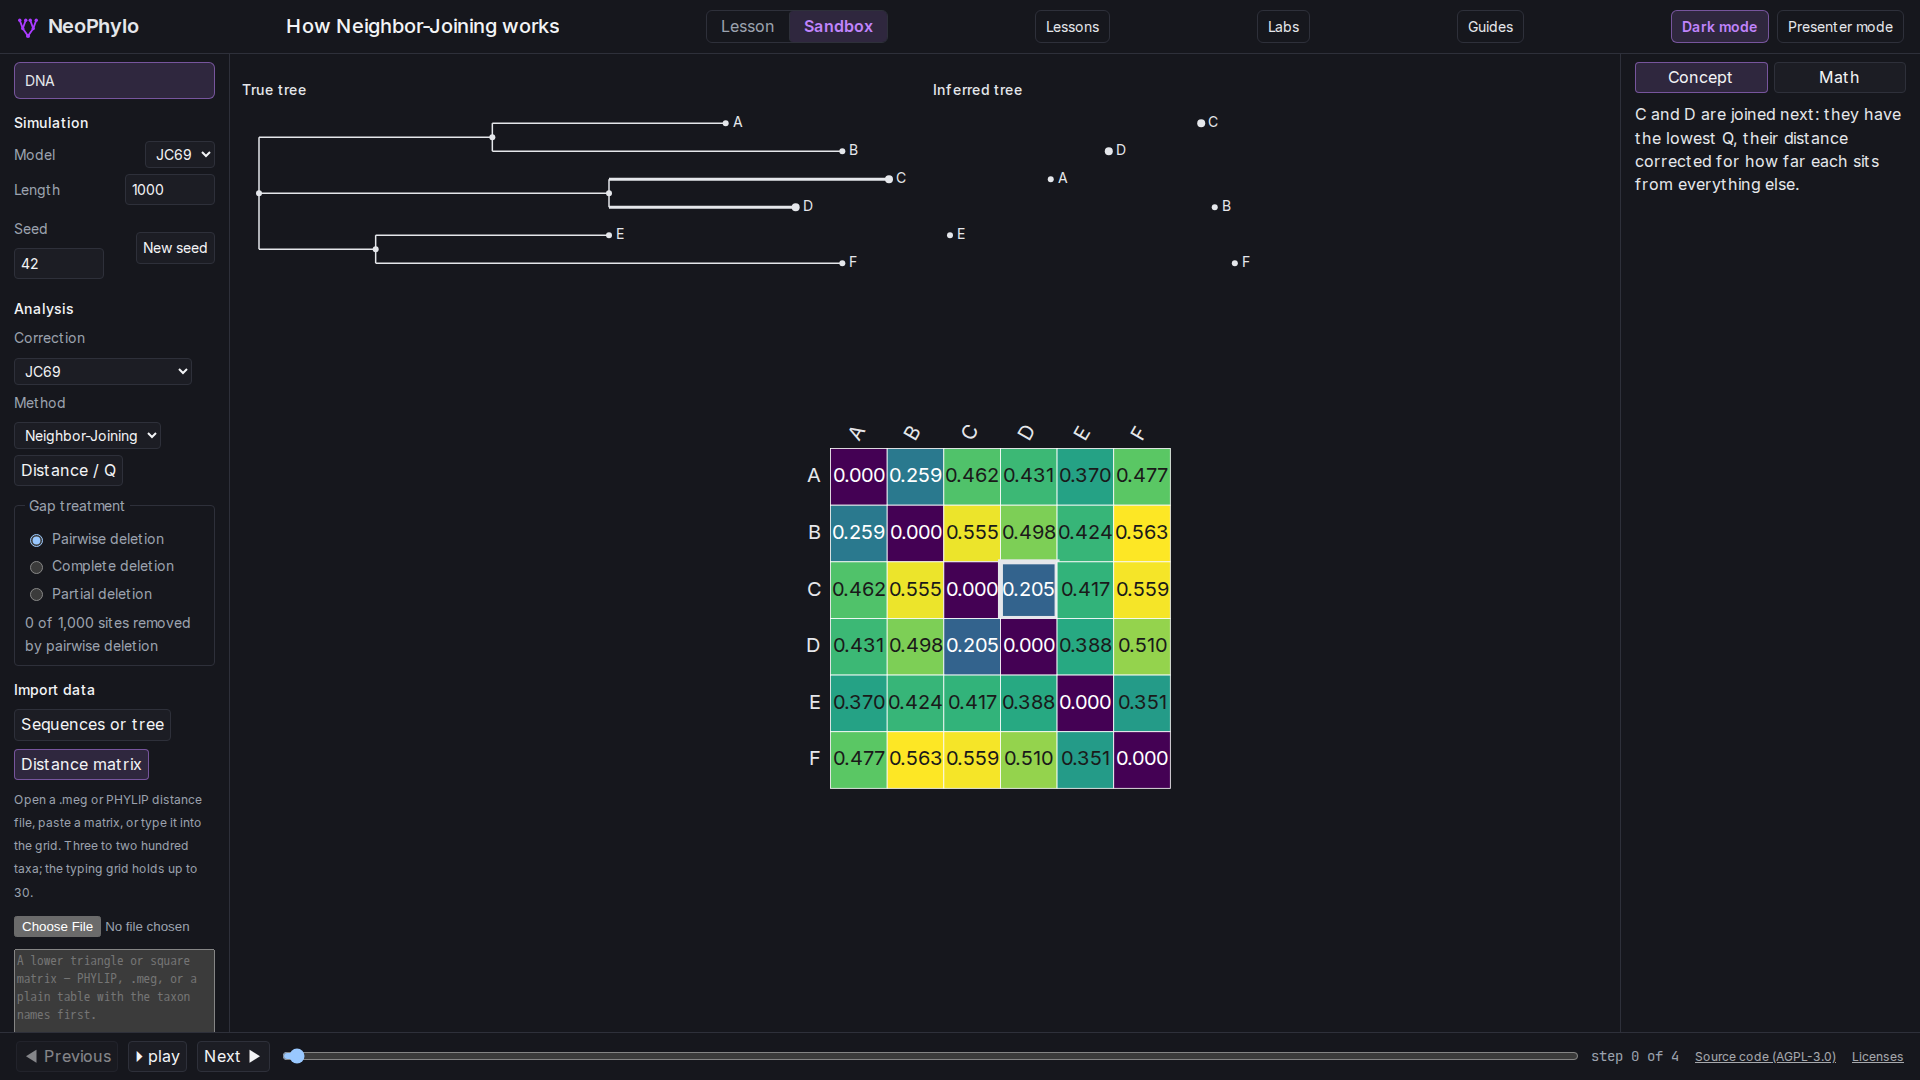 NeoPhylo
How Neighbor-Joining works
Lesson Sandbox
Lessons
Labs
Guides
Dark mode
Presenter mode
DNA
Simulation
Model JC69
Length 1000
Seed
42
New seed
Analysis
Correction
JC69
Method
Neighbor-Joining
Distance / Q
Gap treatment
Pairwise deletion
Complete deletion
Partial deletion
0 of 1,000 sites removed
by pairwise deletion
Import data
Sequences or tree
Distance matrix
Open a .meg or PHYLIP distance
file, paste a matrix, or type it into
the grid. Three to two hundred
taxa; the typing grid holds up to
30.
Choose File No file chosen
A lower triangle or square
matrix — PHYLIP, .meg, or a
plain table with the taxon
names first.
True tree
A
B
C
D
E
F
Inferred tree
C
D
A
B
E
F
A B C D E F
A 0.000 0.259 0.462 0.431 0.370 0.477
B 0.259 0.000 0.555 0.498 0.424 0.563
C 0.462 0.555 0.000 0.205 0.417 0.559
D 0.431 0.498 0.205 0.000 0.388 0.510
E 0.370 0.424 0.417 0.388 0.000 0.351
F 0.477 0.563 0.559 0.510 0.351 0.000
Concept
Math
C and D are joined next: they have
the lowest Q, their distance
corrected for how far each sits
from everything else.
Previous
play
Next
step 0 of 4
Source code (AGPL-3.0)
Licenses